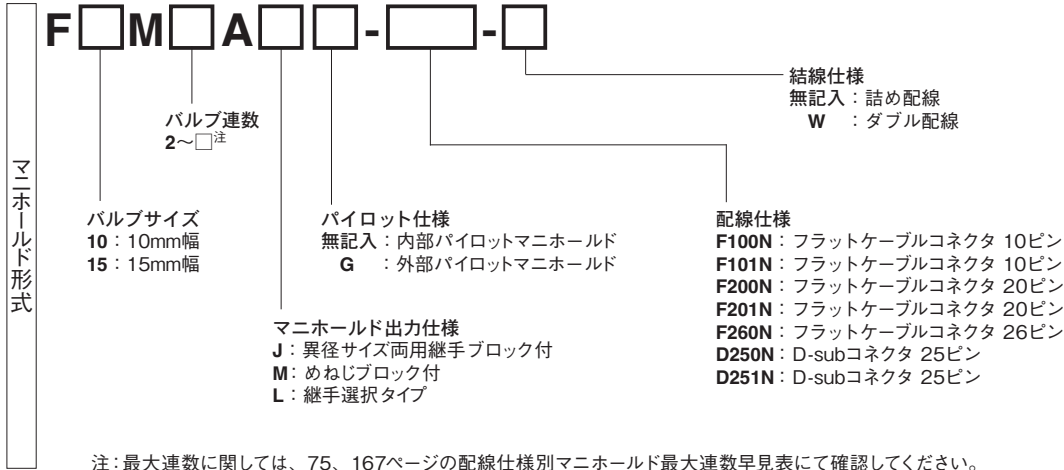 マニホールド形式
F□M□A□□-□-□
結線仕様
無記入：詰め配線
W ：ダブル配線
バルブ連数
2〜□注
バルブサイズ
10：10mm幅
15：15mm幅
パイロット仕様
無記入：内部パイロットマニホールド
G ：外部パイロットマニホールド
配線仕様
F100N：フラットケーブルコネクタ 10ピン
F101N：フラットケーブルコネクタ 10ピン
F200N：フラットケーブルコネクタ 20ピン
F201N：フラットケーブルコネクタ 20ピン
F260N：フラットケーブルコネクタ 26ピン
D250N：D-subコネクタ 25ピン
D251N：D-subコネクタ 25ピン
マニホールド出力仕様
J：異径サイズ両用継手ブロック付
M：めねじブロック付
L：継手選択タイプ
注：最大連数に関しては、75、167ページの配線仕様別マニホールド最大連数早見表にて確認してください。